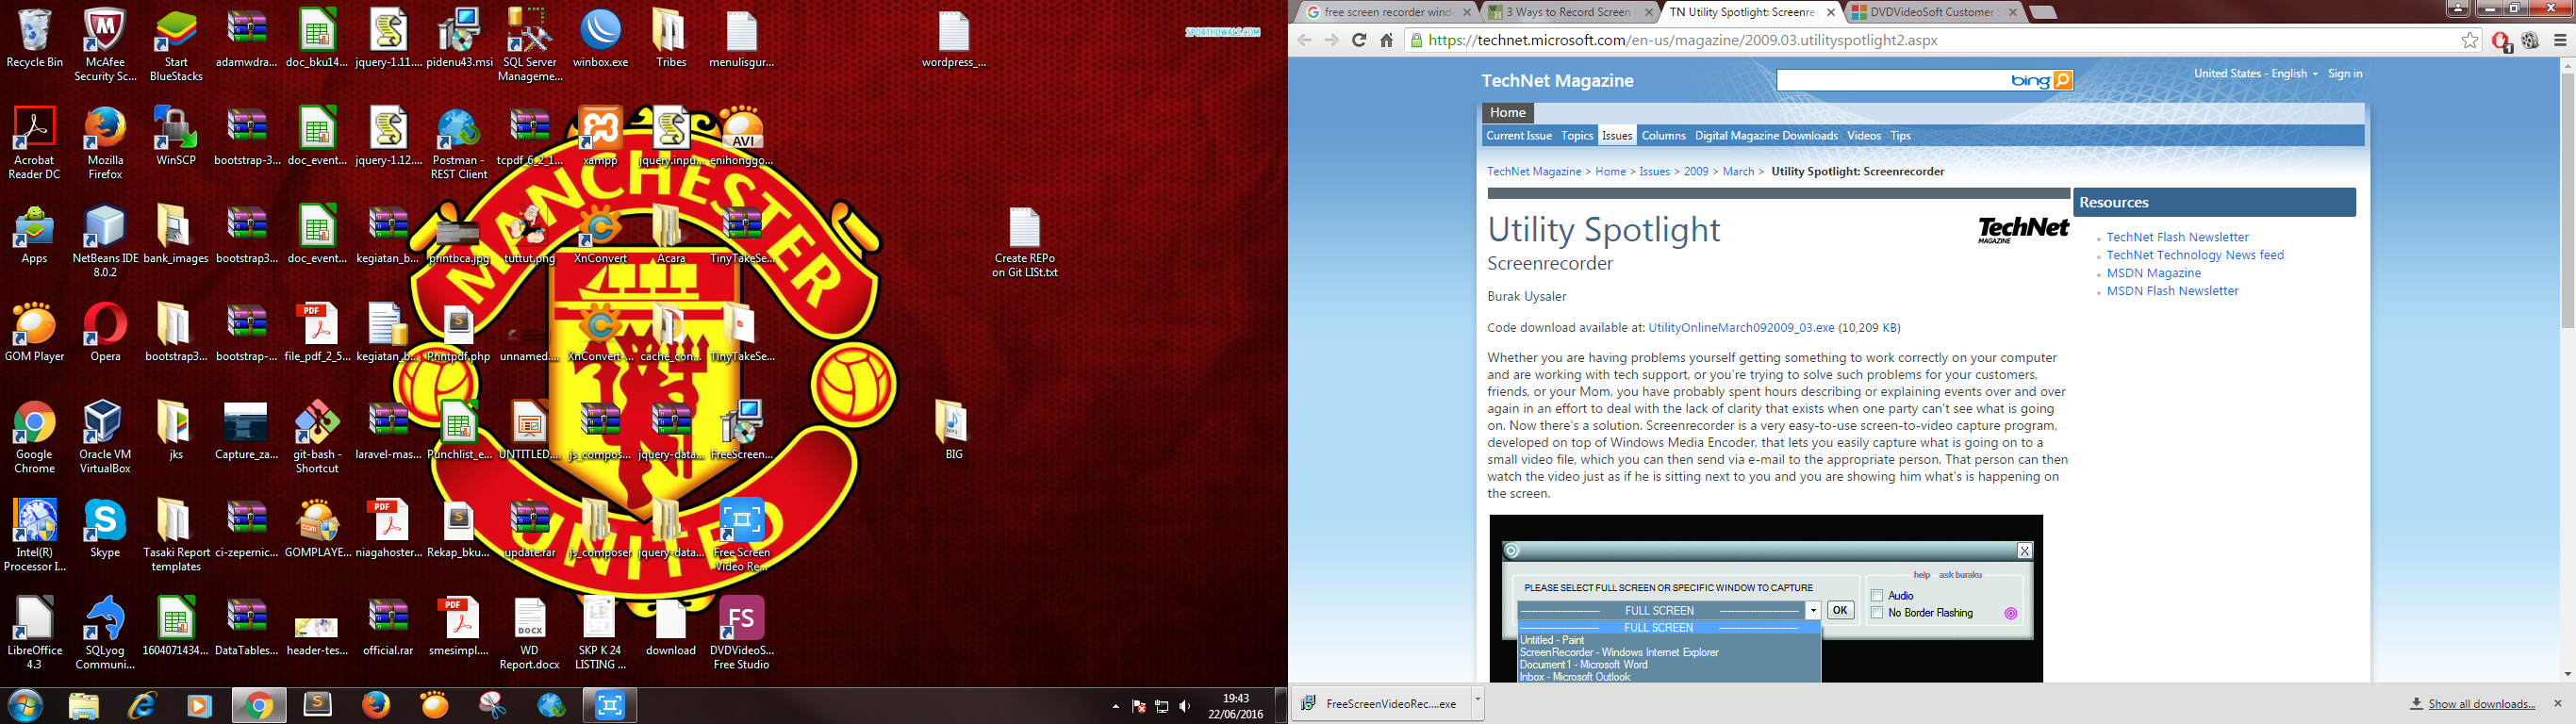 Recycle Bin
McAfee Security Sc...
Start BlueStacks
adamwdra...
doc_bku14...
jquery-1.11....
pidenu43.msi
SQL Server Manageme...
winbox.exe
Tribes
menulisgur...
wordpress_...
SPORTHDWALS.COM
Acrobat Reader DC
Mozilla Firefox
WinSCP
bootstrap-3...
doc_event...
jquery-1.12....
Postman - REST Client
tcpdf_6_2_1...
xampp
jquery.inpu...
AVI
enihonggo...
MANCHESTER
UNITED
Apps
NetBeans IDE 8.0.2
bank_images
bootstrap3...
doc_event...
kegiatan_b...
printbca.jpg
tuttut.png
XnConvert
Acara
TinyTakeSe...
Create REPo on Git LISt.txt
GOM Player
Opera
bootstrap3...
bootstrap-...
PDF
file_pdf_2_5...
kegiatan_b...
Printpdf.php
unnamed....
XnConvert-...
cache_con...
TinyTakeSe...
Google Chrome
Oracle VM VirtualBox
jks
Capture_za...
git-bash - Shortcut
laravel-mas...
Punchlist_e...
UNTITLED....
js_compos...
jquery-data...
FreeScreen...
BIG
Intel(R) Processor I...
Skype
Tasaki Report templates
ci-zepernic...
GOMPLAYE...
PDF
niagahoster...
Rekap_bku...
update.rar
js_composer
jquery-data...
Free Screen Video Re...
LibreOffice 4.3
SQLyog Communi...
1604071434...
DataTables...
header-tes...
official.rar
PDF
smesimpl....
DOCX
WD Report.docx
SKP K 24 LISTING ...
download
FS
DVDVideoS... Free Studio
19:43
22/06/2016
free screen recorder wind
3 Ways to Record Screen
TN Utility Spotlight: Screenrec
DVDVideoSoft Customer
https://technet.microsoft.com/en-us/magazine/2009.03.utilityspotlight2.aspx
TechNet Magazine
bing
United States - English
Sign in
Home
Current Issue Topics Issues Columns Digital Magazine Downloads Videos Tips
TechNet Magazine > Home > Issues > 2009 > March > Utility Spotlight: Screenrecorder
Utility Spotlight
Screenrecorder
TechNet
MAGAZINE
Burak Uysaler
Code download available at: UtilityOnlineMarch092009_03.exe (10,209 KB)
Whether you are having problems yourself getting something to work correctly on your computer
and are working with tech support, or you're trying to solve such problems for your customers,
friends, or your Mom, you have probably spent hours describing or explaining events over and over
again in an effort to deal with the lack of clarity that exists when one party can't see what is going
on. Now there's a solution. Screenrecorder is a very easy-to-use screen-to-video capture program,
developed on top of Windows Media Encoder, that lets you easily capture what is going on to a
small video file, which you can then send via e-mail to the appropriate person. That person can then
watch the video just as if he is sitting next to you and you are showing him what's is happening on
the screen.
Resources
TechNet Flash Newsletter
TechNet Technology News feed
MSDN Magazine
MSDN Flash Newsletter
help ask buraku
PLEASE SELECT FULL SCREEN OR SPECIFIC WINDOW TO CAPTURE
FULL SCREEN
OK
Audio
No Border Flashing
FULL SCREEN
Untitled - Paint
ScreenRecorder - Windows Internet Explorer
Document1 - Microsoft Word
Inbox - Microsoft Outlook
FreeScreenVideoRec....exe
Show all downloads...